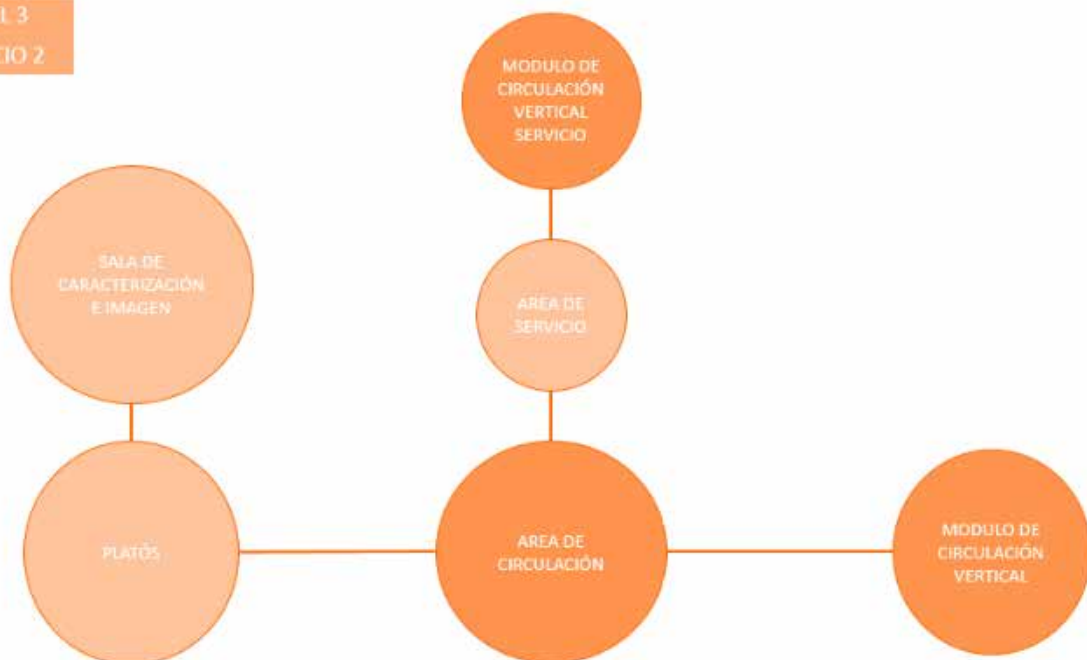 L 3
CIO 2
MODULO DE
CIRCULACIÓN
VERTICAL
SERVICIO
SALA DE
CARACTERIZACIÓN
E IMAGEN
AREA DE
SERVICIO
PLATÓS
AREA DE
CIRCULACIÓN
MODULO DE
CIRCULACIÓN
VERTICAL